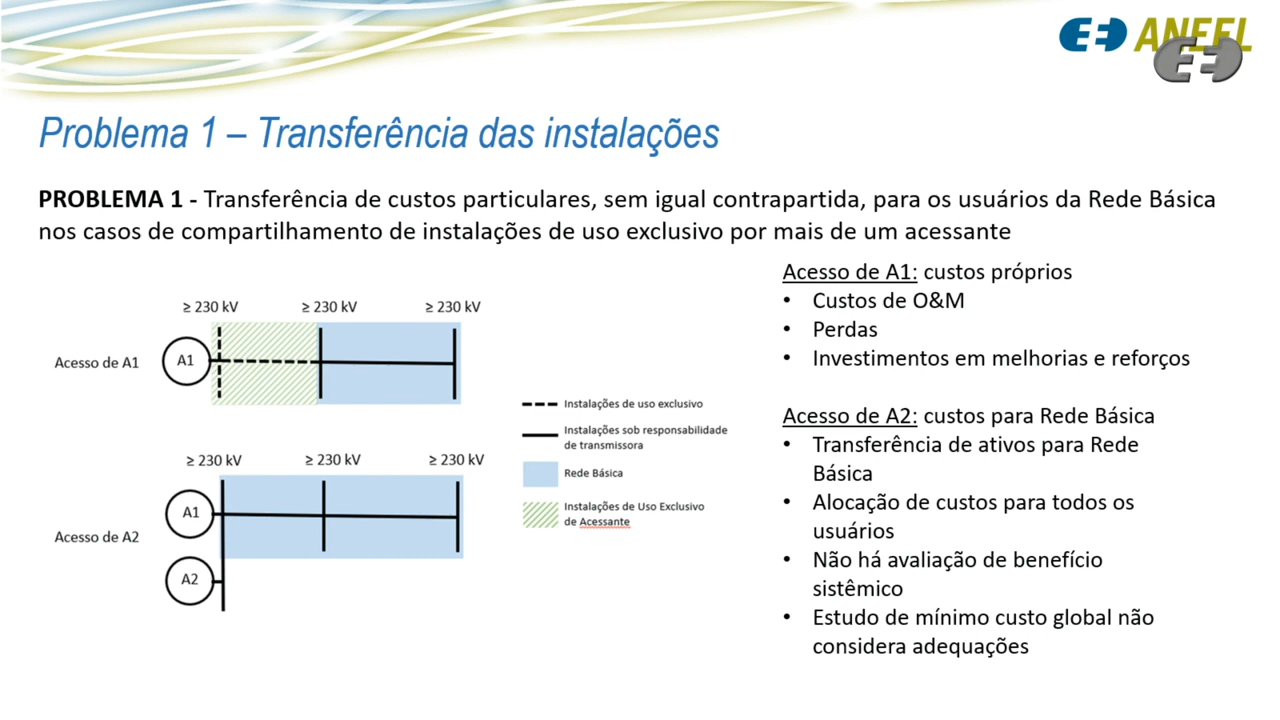 ANEEL
Problema 1 – Transferência das instalações
PROBLEMA 1 - Transferência de custos particulares, sem igual contrapartida, para os usuários da Rede Básica
nos casos de compartilhamento de instalações de uso exclusivo por mais de um acessante
≥ 230 kV ≥ 230 kV ≥ 230 kV
Acesso de A1
A1
≥ 230 kV ≥ 230 kV ≥ 230 kV
A1
Acesso de A2
A2
Instalações de uso exclusivo
Instalações sob responsabilidade
de transmissora
Rede Básica
Instalações de Uso Exclusivo
de Acessante
Acesso de A1: custos próprios
• Custos de O&M
• Perdas
• Investimentos em melhorias e reforços
Acesso de A2: custos para Rede Básica
• Transferência de ativos para Rede
Básica
• Alocação de custos para todos os
usuários
• Não há avaliação de benefício
sistêmico
• Estudo de mínimo custo global não
considera adequações